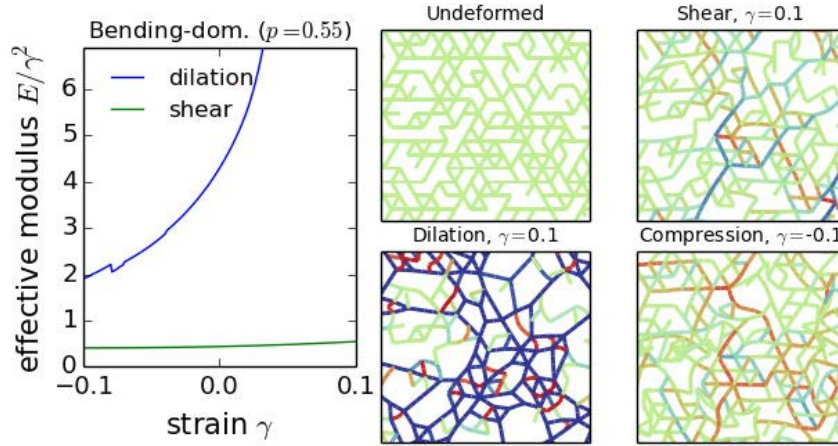 Bending-dom. (p=0.55)
effective modulus E/γ²
6
5
4
3
2
1
0
dilation
shear
−0.1
0.0
0.1
strain γ
Undeformed
Shear, γ=0.1
Dilation, γ=0.1
Compression, γ=-0.1